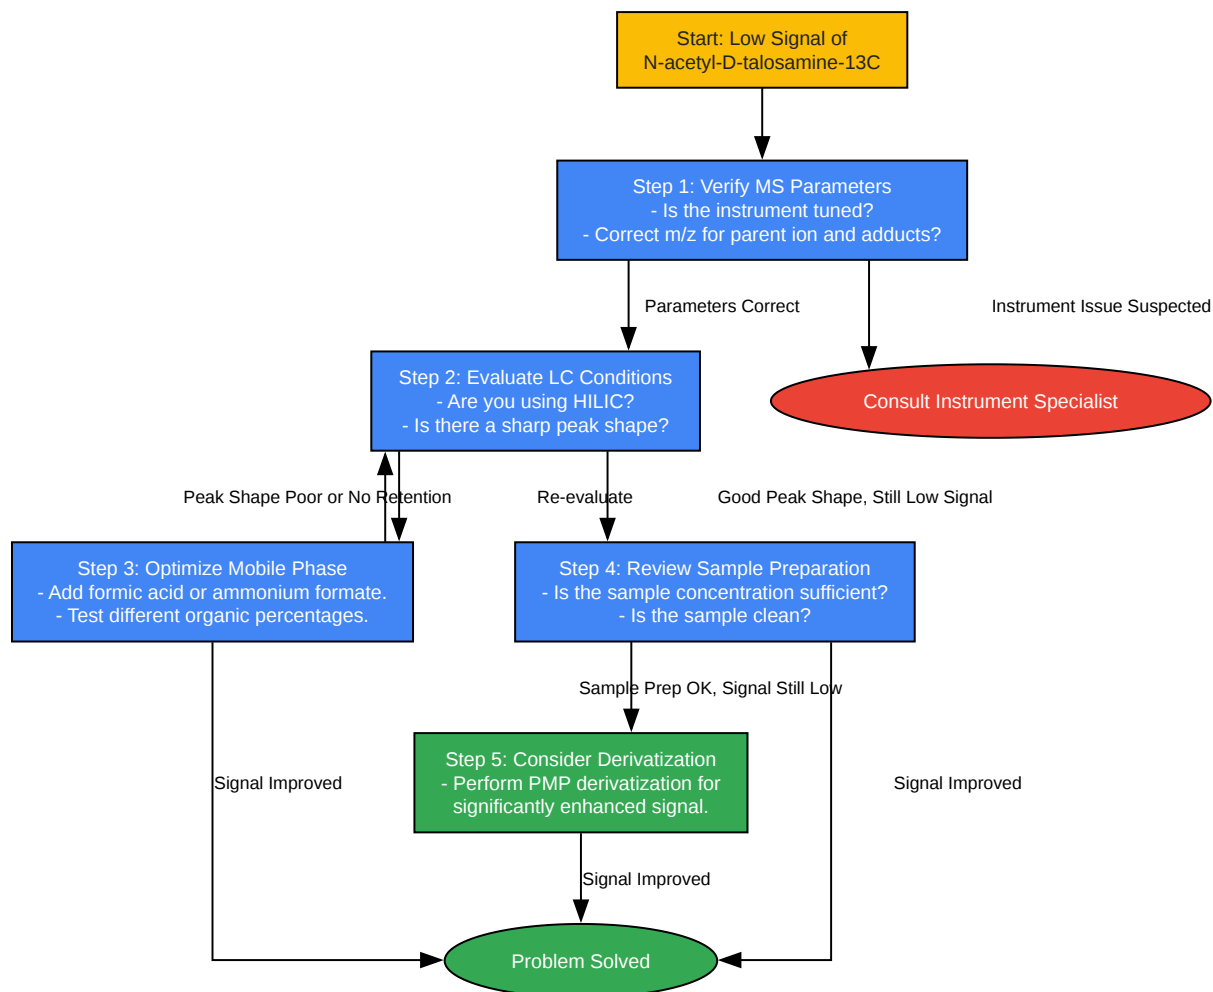 Start: Low Signal of
N-acetyl-D-talosamine-13C
Step 1: Verify MS Parameters
- Is the instrument tuned?
- Correct m/z for parent ion and adducts?
Parameters Correct
Instrument Issue Suspected
Step 2: Evaluate LC Conditions
- Are you using HILIC?
- Is there a sharp peak shape?
Consult Instrument Specialist
Peak Shape Poor or No Retention
Re-evaluate
Good Peak Shape, Still Low Signal
Step 3: Optimize Mobile Phase
- Add formic acid or ammonium formate.
- Test different organic percentages.
Step 4: Review Sample Preparation
- Is the sample concentration sufficient?
- Is the sample clean?
Sample Prep OK, Signal Still Low
Step 5: Consider Derivatization
- Perform PMP derivatization for
significantly enhanced signal.
Signal Improved
Signal Improved
Signal Improved
Problem Solved